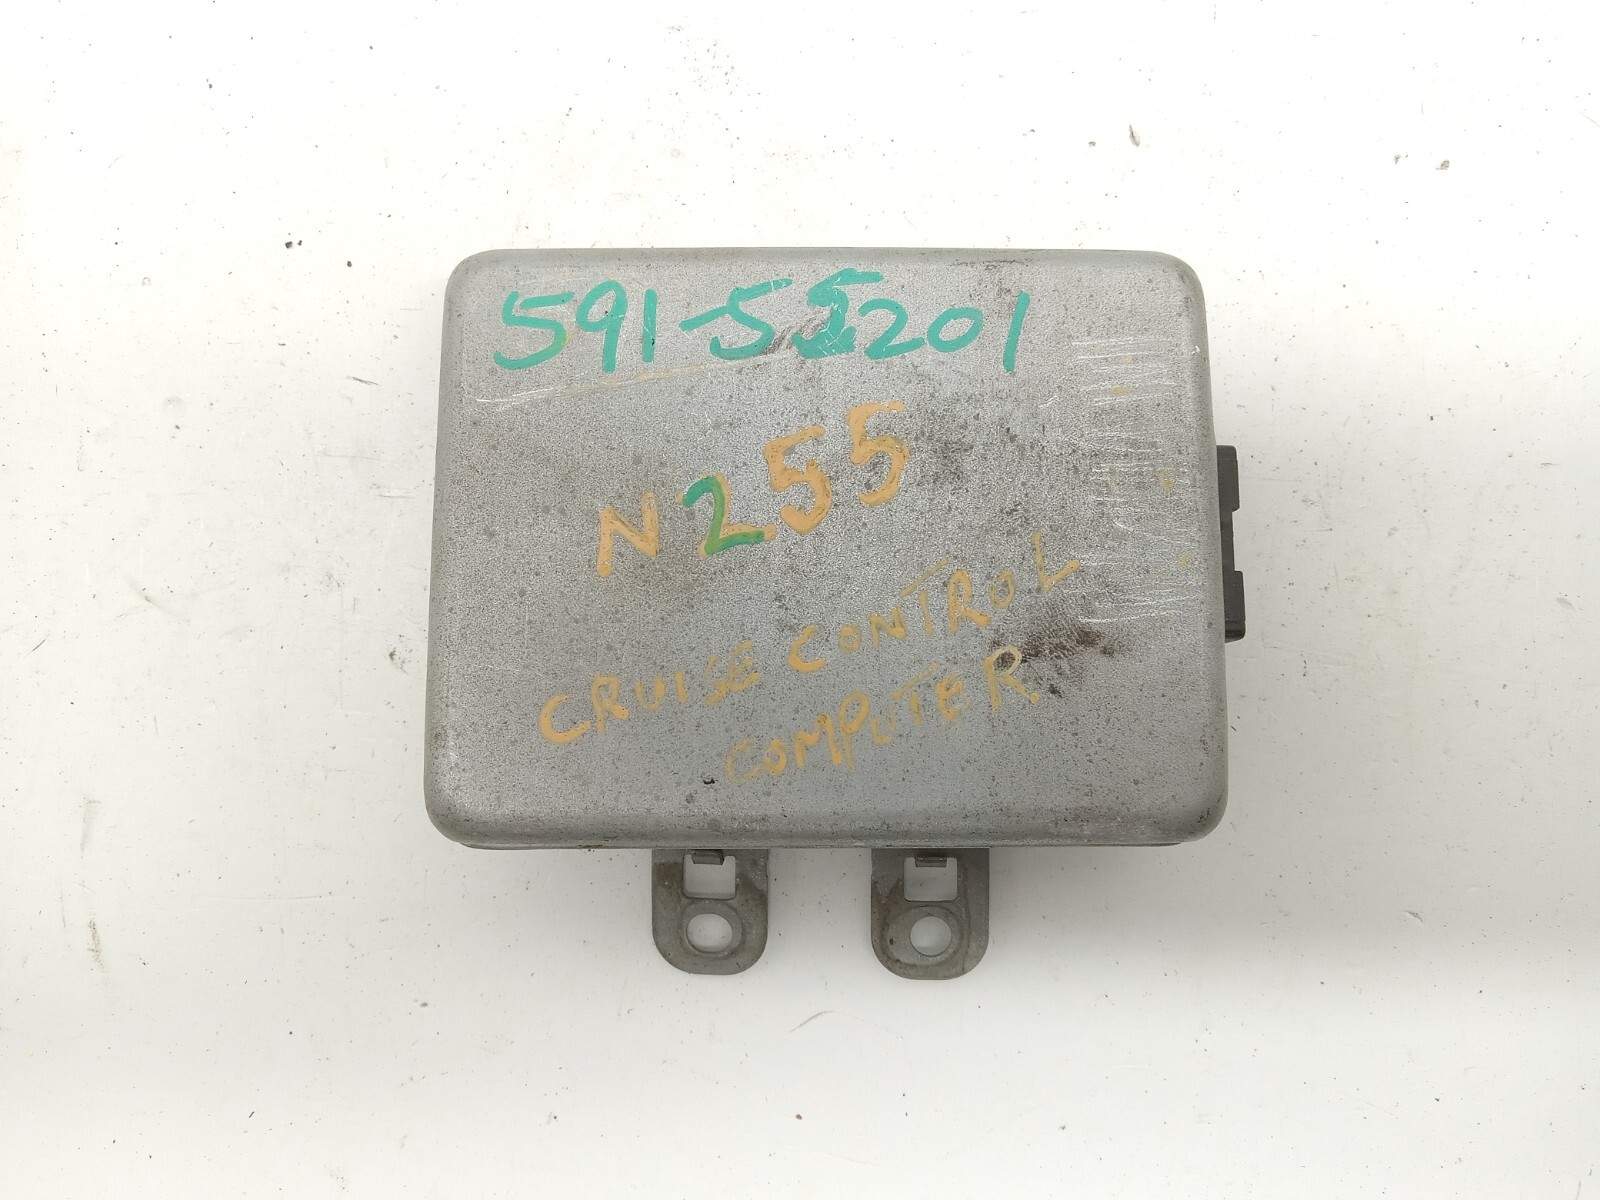 591-55201
N255
CRUISE CONTROL
COMPUTER